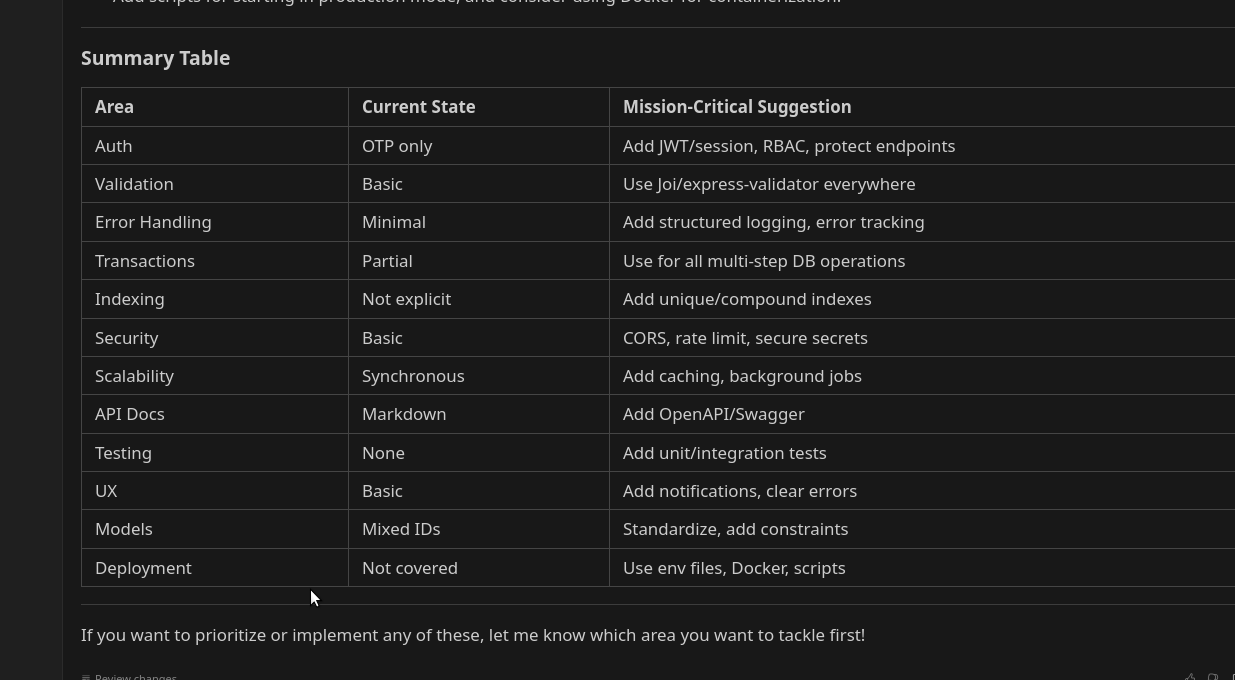 Add scripts for starting in production mode, and consider using Docker for containerization.
Summary Table
Area Current State Mission-Critical Suggestion
Auth OTP only Add JWT/session, RBAC, protect endpoints
Validation Basic Use Joi/express-validator everywhere
Error Handling Minimal Add structured logging, error tracking
Transactions Partial Use for all multi-step DB operations
Indexing Not explicit Add unique/compound indexes
Security Basic CORS, rate limit, secure secrets
Scalability Synchronous Add caching, background jobs
API Docs Markdown Add OpenAPI/Swagger
Testing None Add unit/integration tests
UX Basic Add notifications, clear errors
Models Mixed IDs Standardize, add constraints
Deployment Not covered Use env files, Docker, scripts
If you want to prioritize or implement any of these, let me know which area you want to tackle first!
Review changes